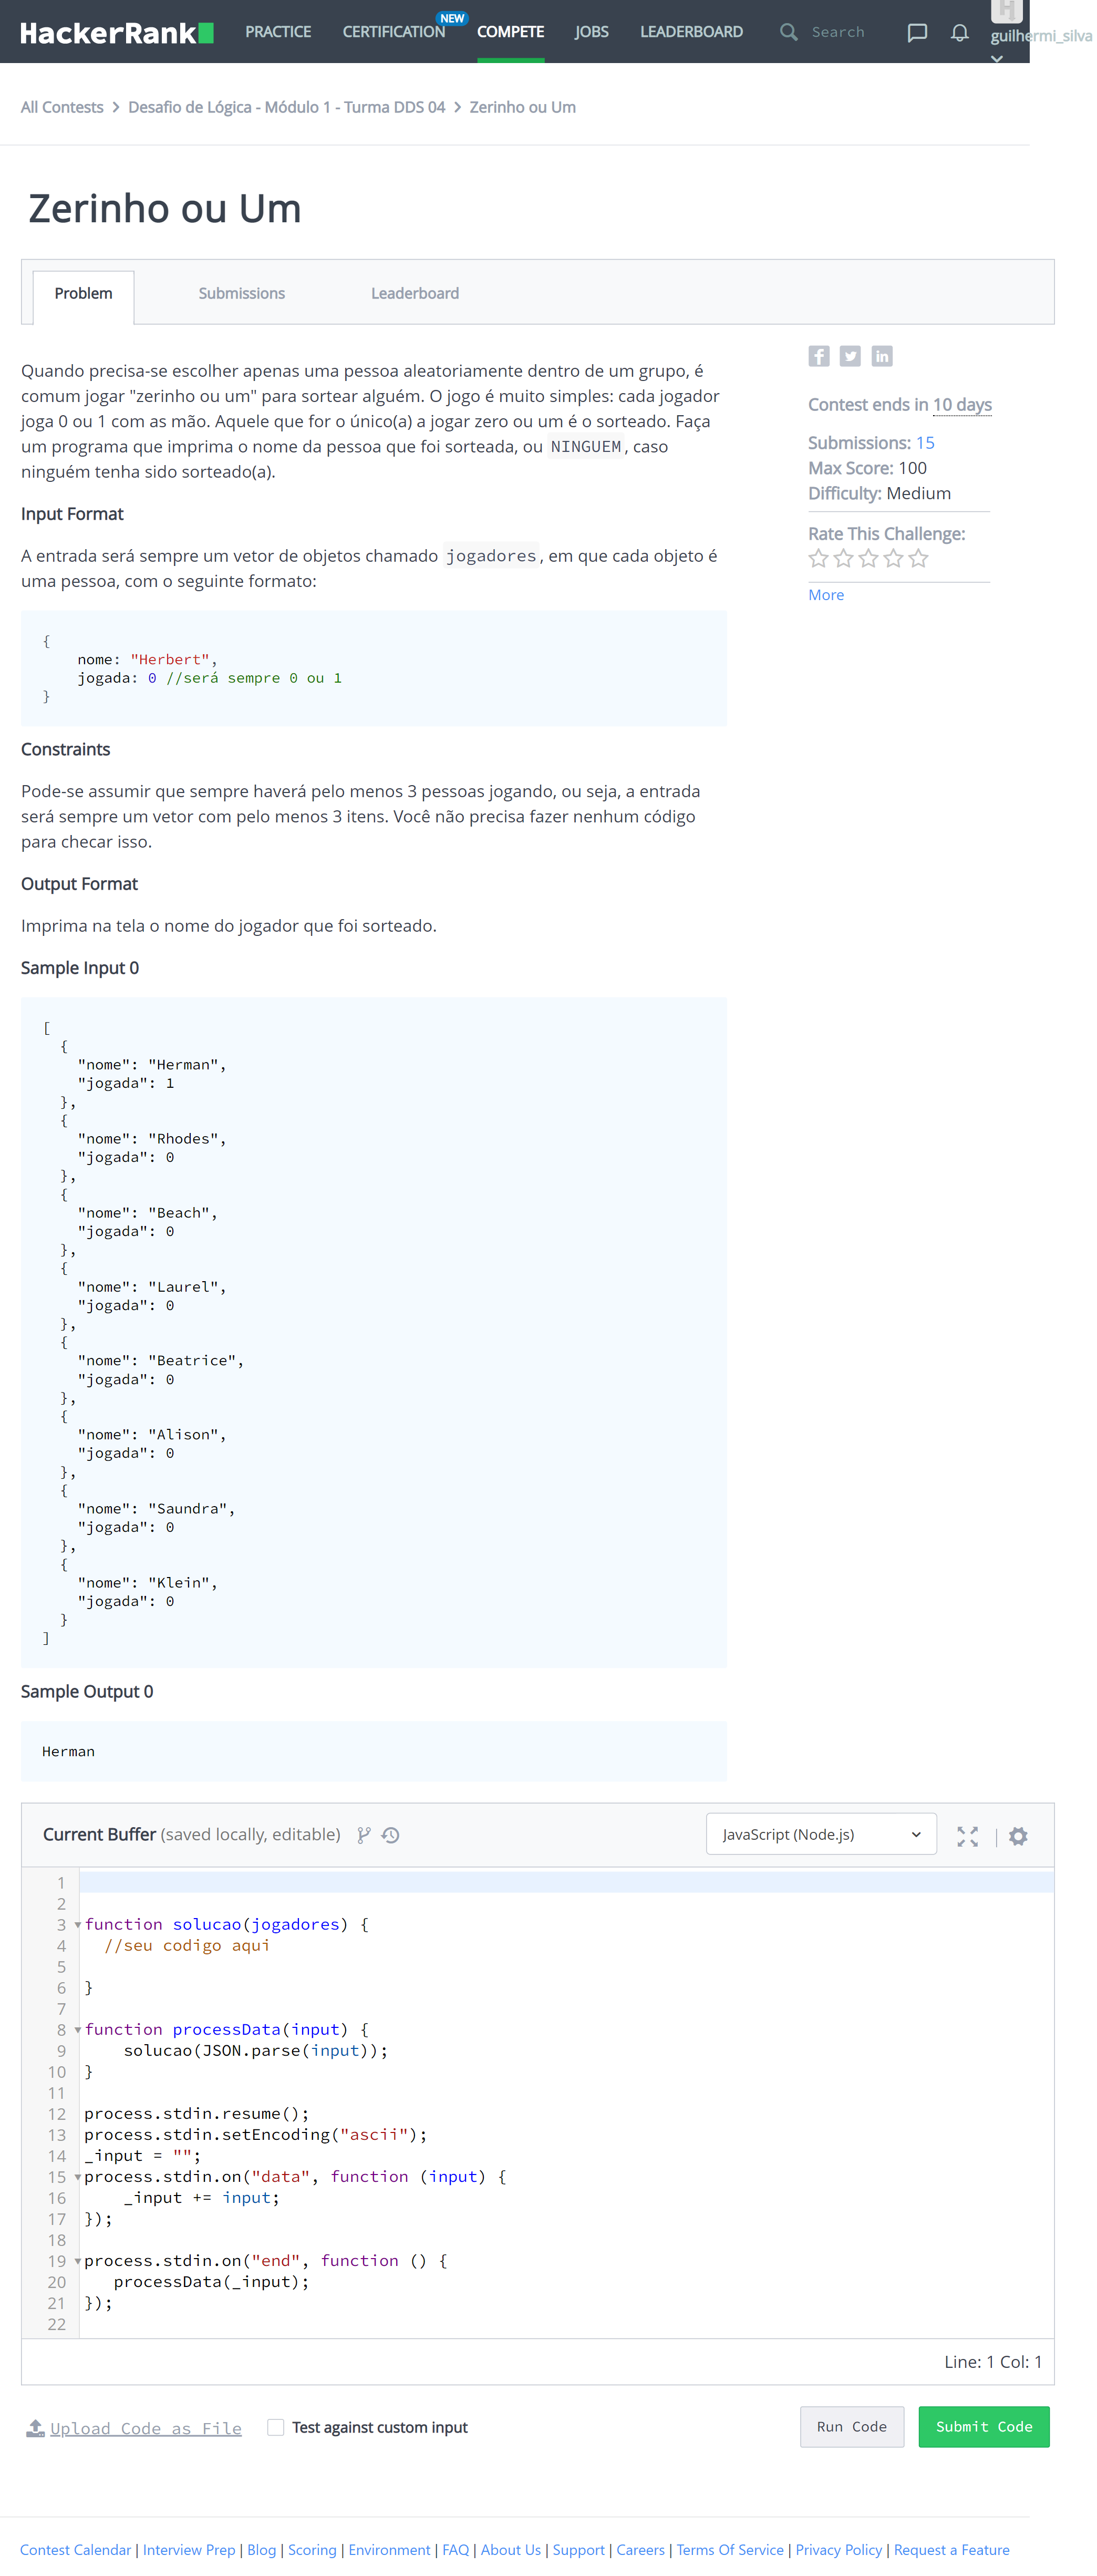 HackerRank
PRACTICE
CERTIFICATION
NEW
COMPETE
JOBS
LEADERBOARD
Search
guilhermi_silva
All Contests > Desafio de Lógica - Módulo 1 - Turma DDS 04 > Zerinho ou Um
Zerinho ou Um
Problem
Submissions
Leaderboard
Quando precisa-se escolher apenas uma pessoa aleatoriamente dentro de um grupo, é
comum jogar "zerinho ou um" para sortear alguém. O jogo é muito simples: cada jogador
joga 0 ou 1 com as mão. Aquele que for o único(a) a jogar zero ou um é o sorteado. Faça
um programa que imprima o nome da pessoa que foi sorteada, ou NINGUEM, caso
ninguém tenha sido sorteado(a).
Input Format
A entrada será sempre um vetor de objetos chamado jogadores, em que cada objeto é
uma pessoa, com o seguinte formato:
{
    nome: "Herbert",
    jogada: 0 //será sempre 0 ou 1
}
Constraints
Pode-se assumir que sempre haverá pelo menos 3 pessoas jogando, ou seja, a entrada
será sempre um vetor com pelo menos 3 itens. Você não precisa fazer nenhum código
para checar isso.
Output Format
Imprima na tela o nome do jogador que foi sorteado.
Sample Input 0
[
  {
    "nome": "Herman",
    "jogada": 1
  },
  {
    "nome": "Rhodes",
    "jogada": 0
  },
  {
    "nome": "Beach",
    "jogada": 0
  },
  {
    "nome": "Laurel",
    "jogada": 0
  },
  {
    "nome": "Beatrice",
    "jogada": 0
  },
  {
    "nome": "Alison",
    "jogada": 0
  },
  {
    "nome": "Saundra",
    "jogada": 0
  },
  {
    "nome": "Klein",
    "jogada": 0
  }
]
Sample Output 0
Herman
Contest ends in 10 days
Submissions: 15
Max Score: 100
Difficulty: Medium
Rate This Challenge:
More
Current Buffer (saved locally, editable)
JavaScript (Node.js)
1
2
3 function solucao(jogadores) {
4   //seu codigo aqui
5
6 }
7
8 function processData(input) {
9     solucao(JSON.parse(input));
10 }
11
12 process.stdin.resume();
13 process.stdin.setEncoding("ascii");
14 _input = "";
15 process.stdin.on("data", function (input) {
16     _input += input;
17 });
18
19 process.stdin.on("end", function () {
20    processData(_input);
21 });
22
Line: 1 Col: 1
Upload Code as File
Test against custom input
Run Code
Submit Code
Contest Calendar | Interview Prep | Blog | Scoring | Environment | FAQ | About Us | Support | Careers | Terms Of Service | Privacy Policy | Request a Feature